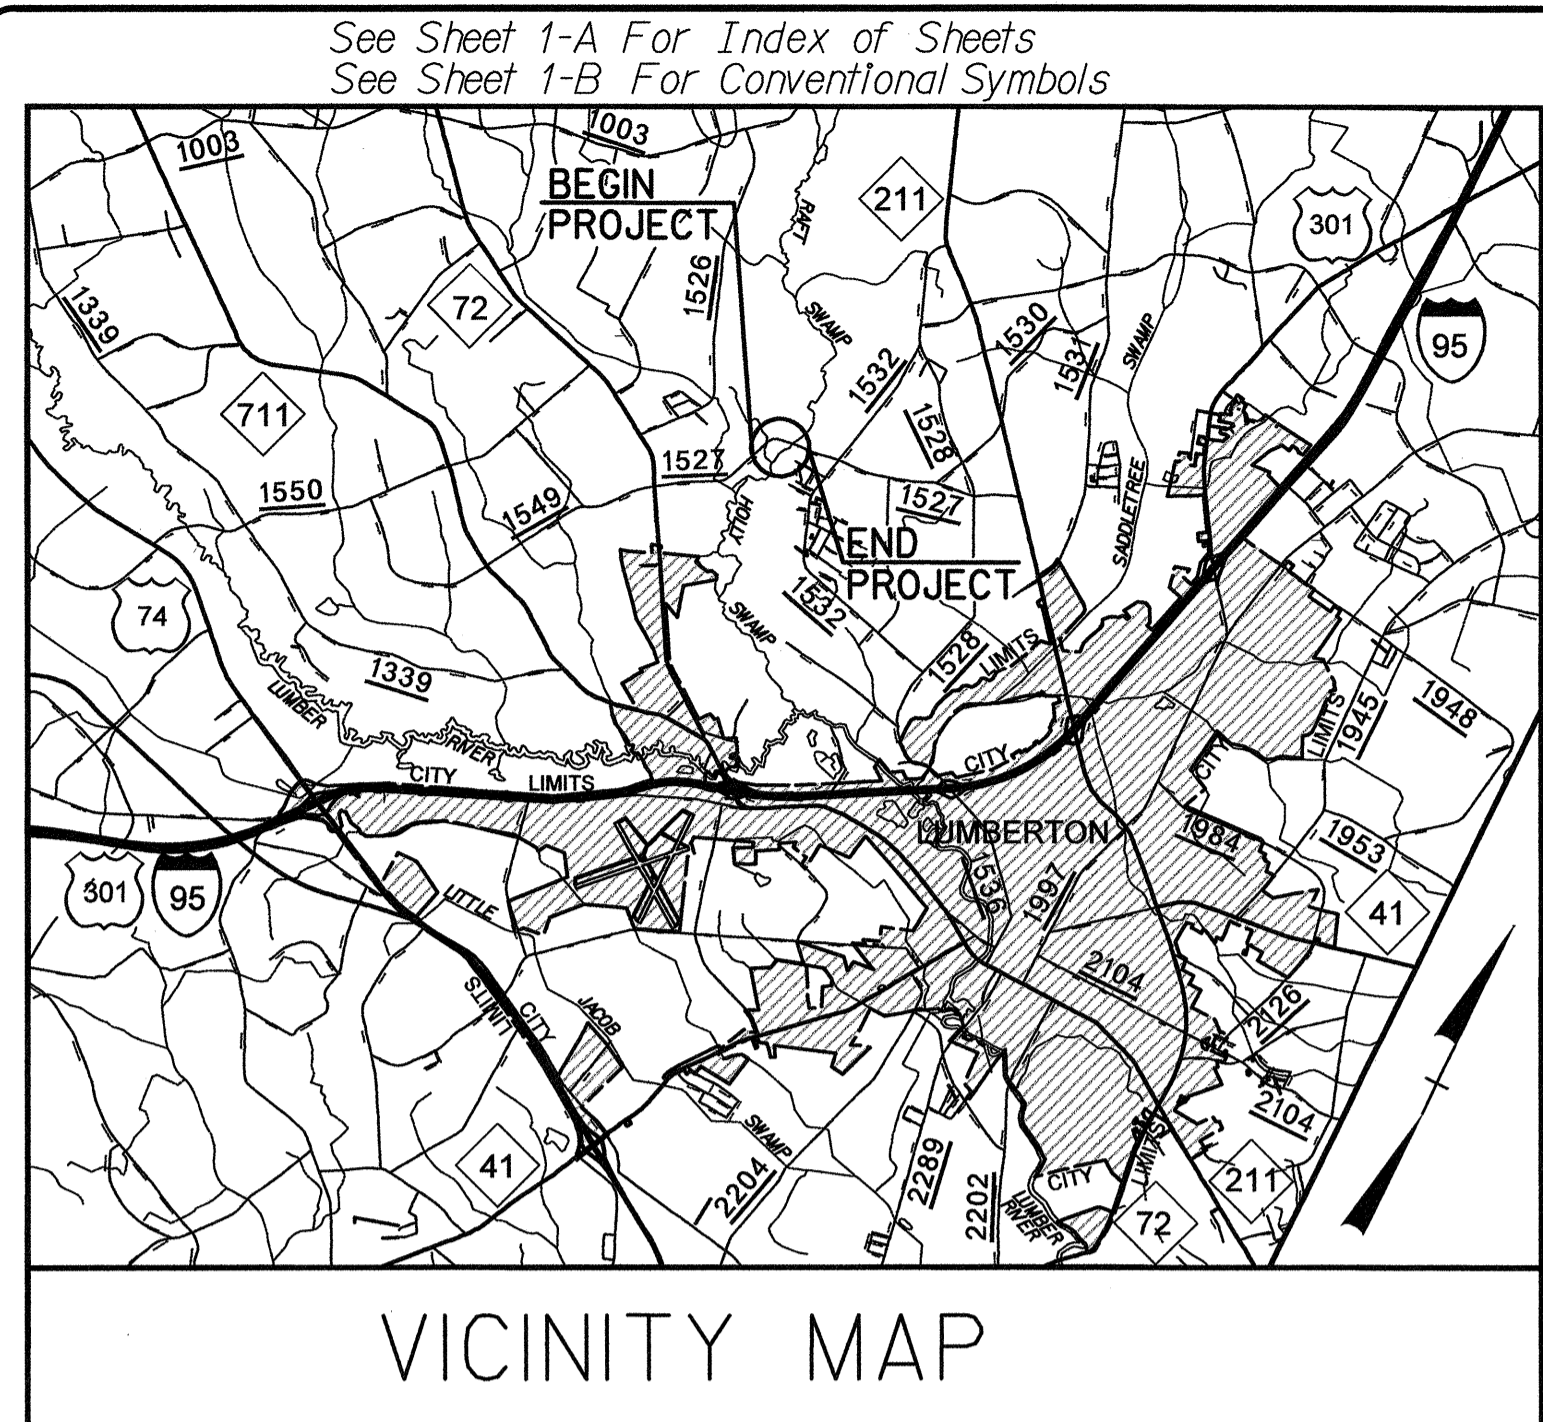 See Sheet 1-A For Index of Sheets
See Sheet 1-B For Conventional Symbols
1003
1003
BEGIN
PROJECT
RAFT
211
301
1526
72
1339
SWAMP
1530
1531
SWAMP
95
1532
711
1528
1527
1550
1549
HOLLY
1527
SADDLETREE
END
PROJECT
74
1532
SWAMP
1528
LIMITS
1339
LUMBER
RIVER
1948
1945
LIMITS
CITY
CITY
CITY
LIMITS
LUMBERTON
1984
1953
301
95
LITTLE
1536
1997
41
2104
2126
LIMITS
CITY
JACOB
2104
SWAMP
41
2204
2289
2202
CITY
LIMITS
LUMBER
RIVER
72
211
VICINITY MAP